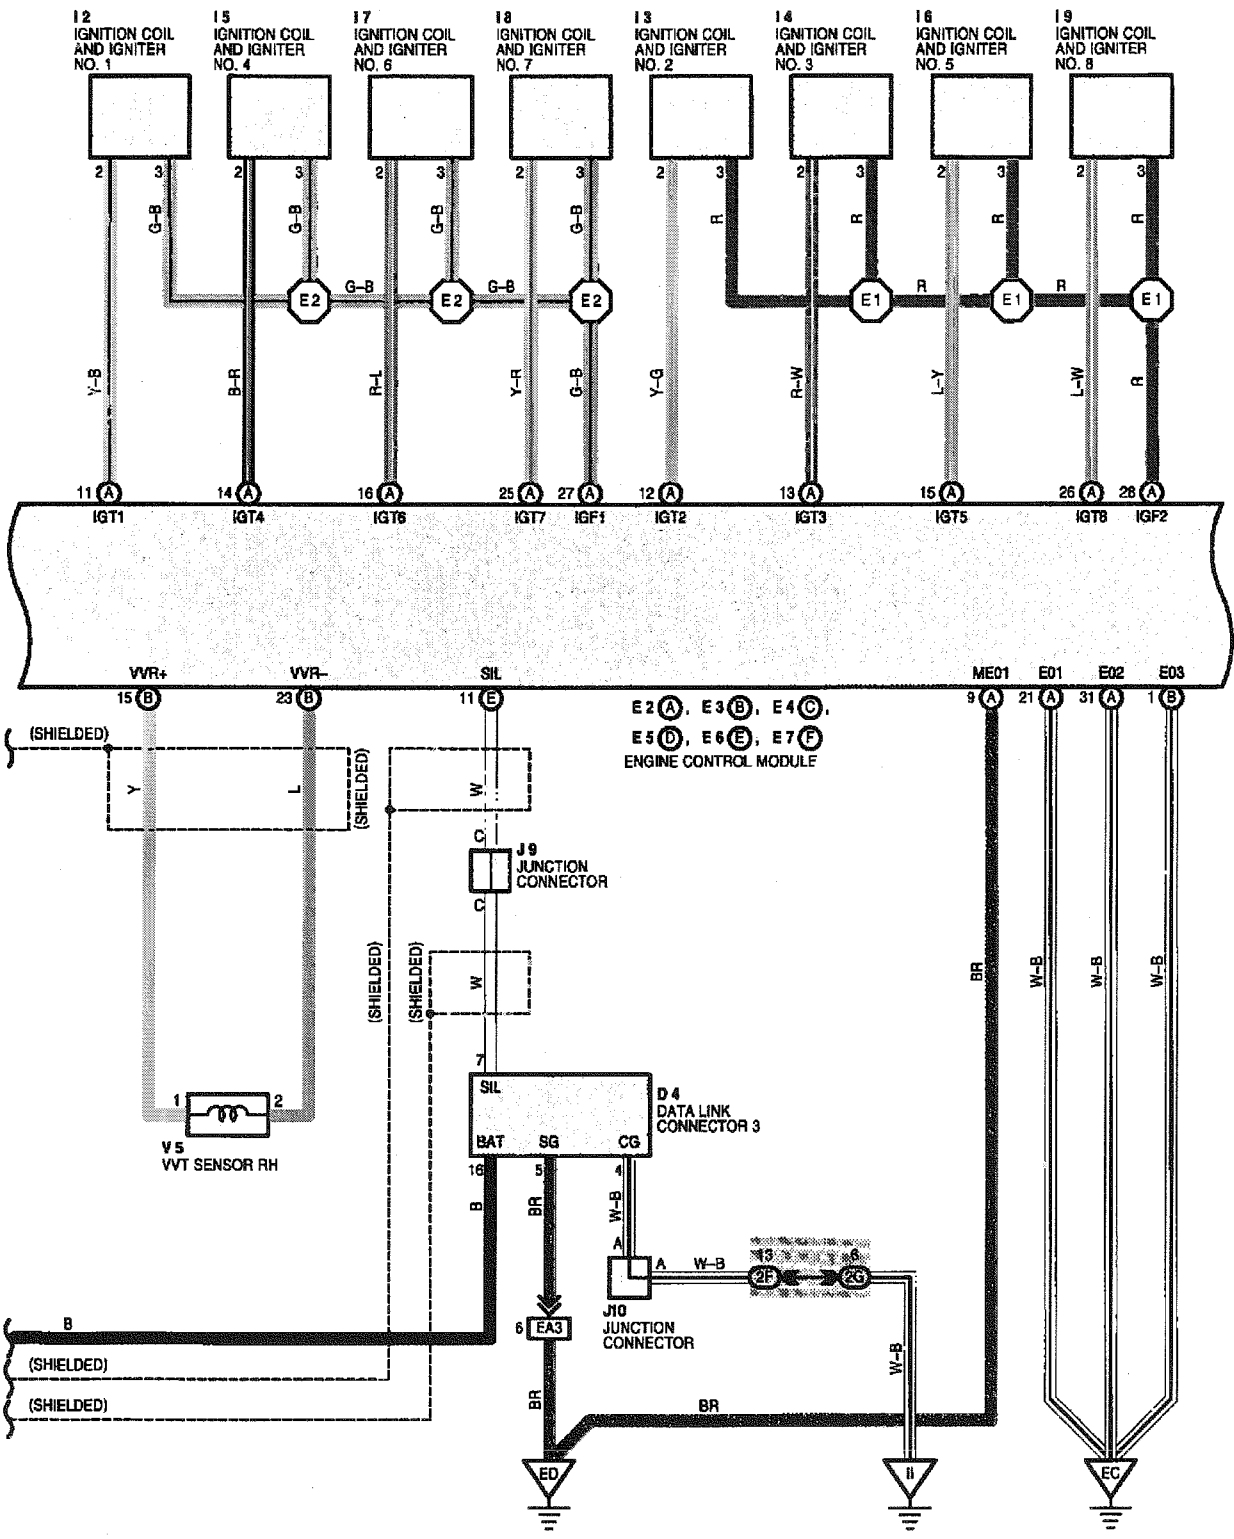 I 2
IGNITION COIL
AND IGNITER
NO. 1
I 5
IGNITION COIL
AND IGNITER
NO. 4
I 7
IGNITION COIL
AND IGNITER
NO. 6
I 8
IGNITION COIL
AND IGNITER
NO. 7
I 3
IGNITION COIL
AND IGNITER
NO. 2
I 4
IGNITION COIL
AND IGNITER
NO. 3
I 6
IGNITION COIL
AND IGNITER
NO. 5
I 9
IGNITION COIL
AND IGNITER
NO. 8
2 3 2 3 2 3 2 3 2 3 2 3 2 3 2 3
G-B G-B G-B G-B R R R R
E2 G-B E2 G-B E2 E1 R E1 R E1
Y-B B-R R-L Y-R G-B Y-G R-W L-Y L-W R
11 A 14 A 16 A 25 A 27 A 12 A 13 A 15 A 26 A 28 A
IGT1 IGT4 IGT6 IGT7 IGF1 IGT2 IGT3 IGT5 IGT8 IGF2
VVR+ VVR- SIL ME01 E01 E02 E03
15 B 23 B 11 E 9 A 21 A 31 A 1 B
E2 A, E3 B, E4 C,
E5 D, E6 E, E7 F
ENGINE CONTROL MODULE
(SHIELDED)
Y L
(SHIELDED)
W
C
J 9
JUNCTION
CONNECTOR
C
(SHIELDED)
(SHIELDED)
W
BR W-B W-B W-B
7
SIL
D 4
DATA LINK
CONNECTOR 3
BAT SG CG
16 5 4
B BR W-B
1 2
V 5
VVT SENSOR RH
A
A W-B
13 6
2F 2G
J10
JUNCTION
CONNECTOR
6 EA3
W-B
B
(SHIELDED)
(SHIELDED)
BR
BR
ED II EC